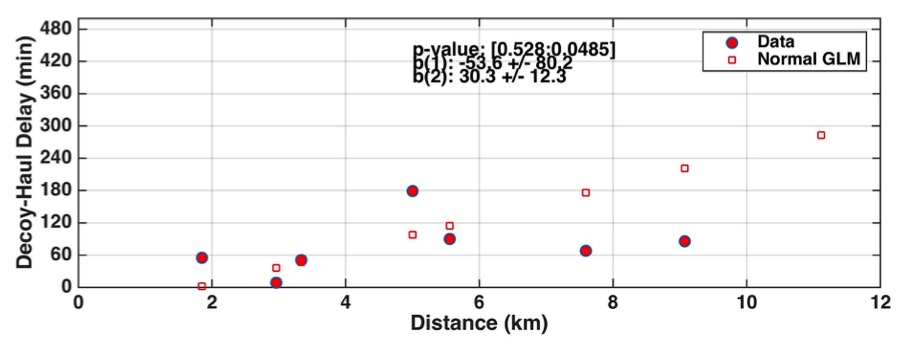 480
420
360
300
240
180
120
60
0
Decoy-Haul Delay (min)
p-value: [0.528:0.0485]
b(1): -53.6 +/- 80.2
b(2): 30.3 +/- 12.3
Data
Normal GLM
0 2 4 6 8 10 12
Distance (km)